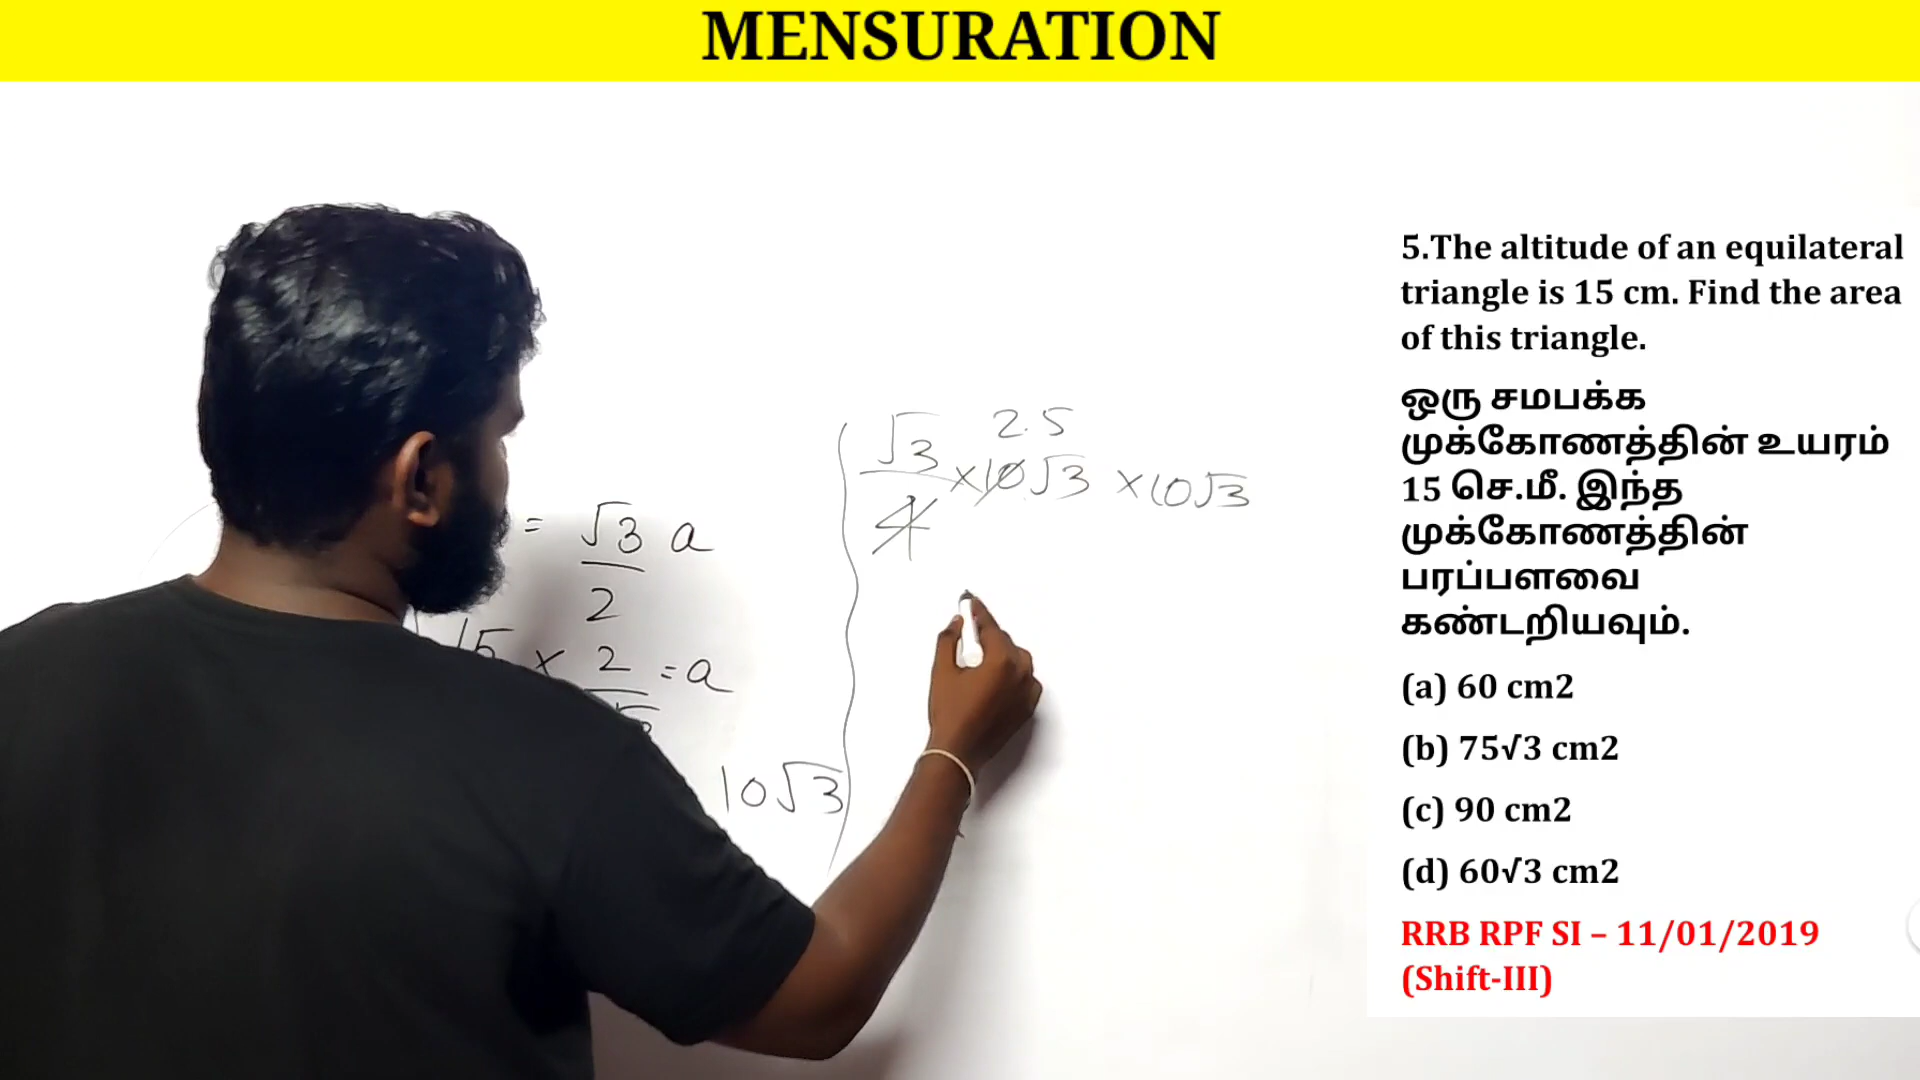 MENSURATION
= √3/2 a
15 × 2/√3 = a
10√3
2.5
√3/4 × 10√3 × 10√3
5.The altitude of an equilateral
triangle is 15 cm. Find the area
of this triangle.
ஒரு சமபக்க
முக்கோணத்தின் உயரம்
15 செ.மீ. இந்த
முக்கோணத்தின்
பரப்பளவை
கண்டறியவும்.
(a) 60 cm2
(b) 75√3 cm2
(c) 90 cm2
(d) 60√3 cm2
RRB RPF SI – 11/01/2019
(Shift-III)